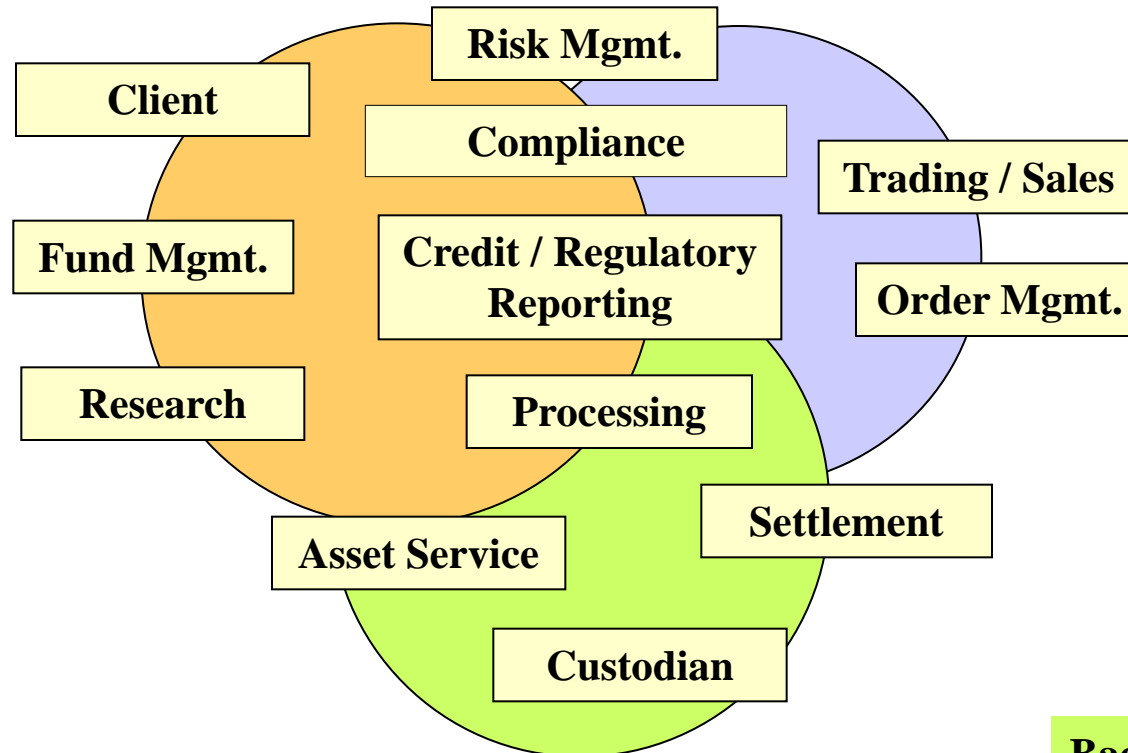 Risk Mgmt.
Client
Compliance
Trading / Sales
Fund Mgmt.
Credit / Regulatory
Reporting
Order Mgmt.
Research
Processing
Settlement
Asset Service
Custodian